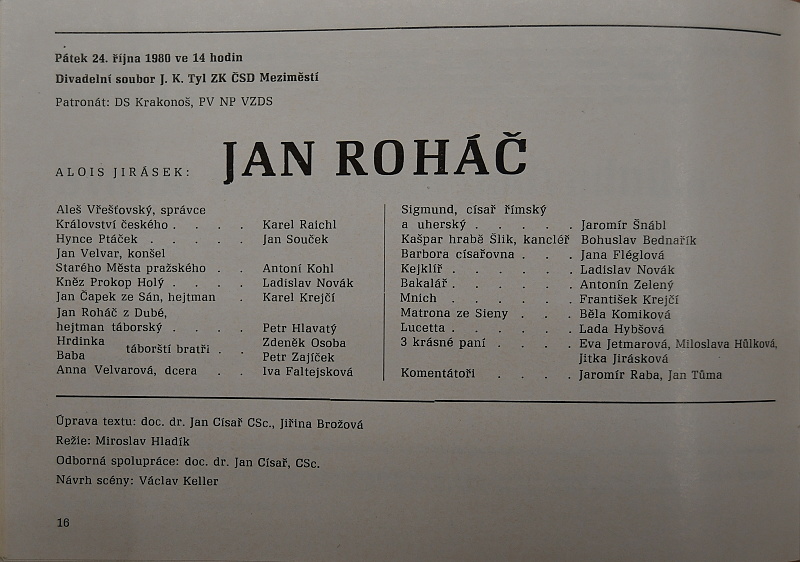 Pátek 24. října 1980 ve 14 hodin
Divadelní soubor J. K. Tyl ZK ČSD Meziměstí
Patronát: DS Krakonoš, PV NP VZDS
ALOIS JIRÁSEK: JAN ROHÁČ
Aleš Vřešťovský, správce
Království českého . . . . Karel Raichl
Hynce Ptáček . . . . . Jan Souček
Jan Velvar, konšel
Starého Města pražského . . Antoní Kohl
Kněz Prokop Holý . . . . Ladislav Novák
Jan Čapek ze Sán, hejtman . Karel Krejčí
Jan Roháč z Dubé,
hejtman táborský . . . . Petr Hlavatý
Hrdinka táborští bratři . . Zdeněk Osoba
Baba Petr Zajíček
Anna Velvarová, dcera . . Iva Faltejsková
Sigmund, císař římský
a uherský . . . . . Jaromír Šnábl
Kašpar hrabě Šlik, kancléř Bohuslav Bednařík
Barbora císařovna . . . Jana Fléglová
Kejklíř . . . . . . Ladislav Novák
Bakalář . . . . . . Antonín Zelený
Mnich . . . . . . František Krejčí
Matrona ze Sieny . . . Běla Komiková
Lucetta . . . . . . Lada Hybšová
3 krásné paní . . . . Eva Jetmarová, Miloslava Hůlková,
Jitka Jirásková
Komentátoři . . . . Jaromír Raba, Jan Tůma
Úprava textu: doc. dr. Jan Císař CSc., Jiřina Brožová
Režie: Miroslav Hladík
Odborná spolupráce: doc. dr. Jan Císař, CSc.
Návrh scény: Václav Keller
16